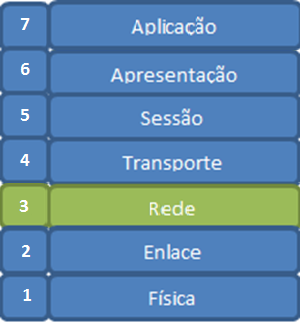 7 Aplicação
6 Apresentação
5 Sessão
4 Transporte
3 Rede
2 Enlace
1 Física